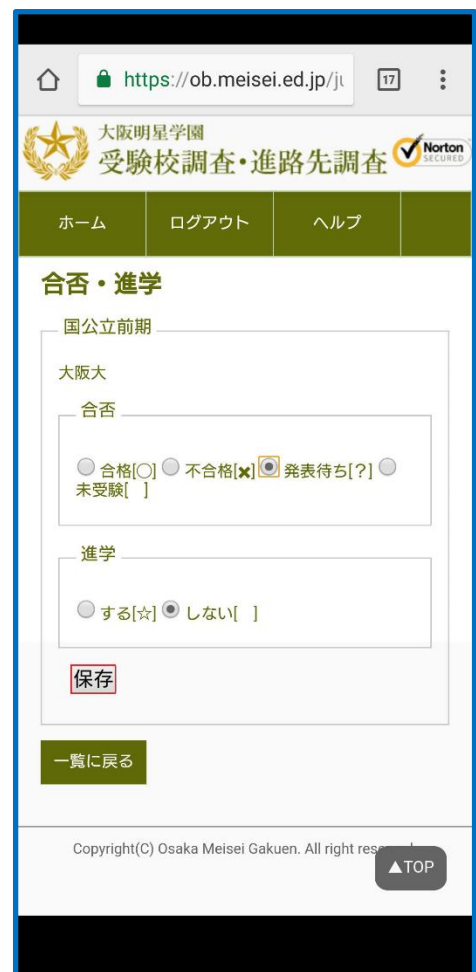 https://ob.meisei.ed.jp/ju
17
大阪明星学園
受験校調査・進路先調査
Norton
SECURED
ホーム ログアウト ヘルプ
合否・進学
国公立前期
大阪大
合否
合格[○] 不合格[✖] 発表待ち[?]
未受験[ ]
進学
する[☆] しない[ ]
保存
一覧に戻る
Copyright(C) Osaka Meisei Gakuen. All right
▲TOP